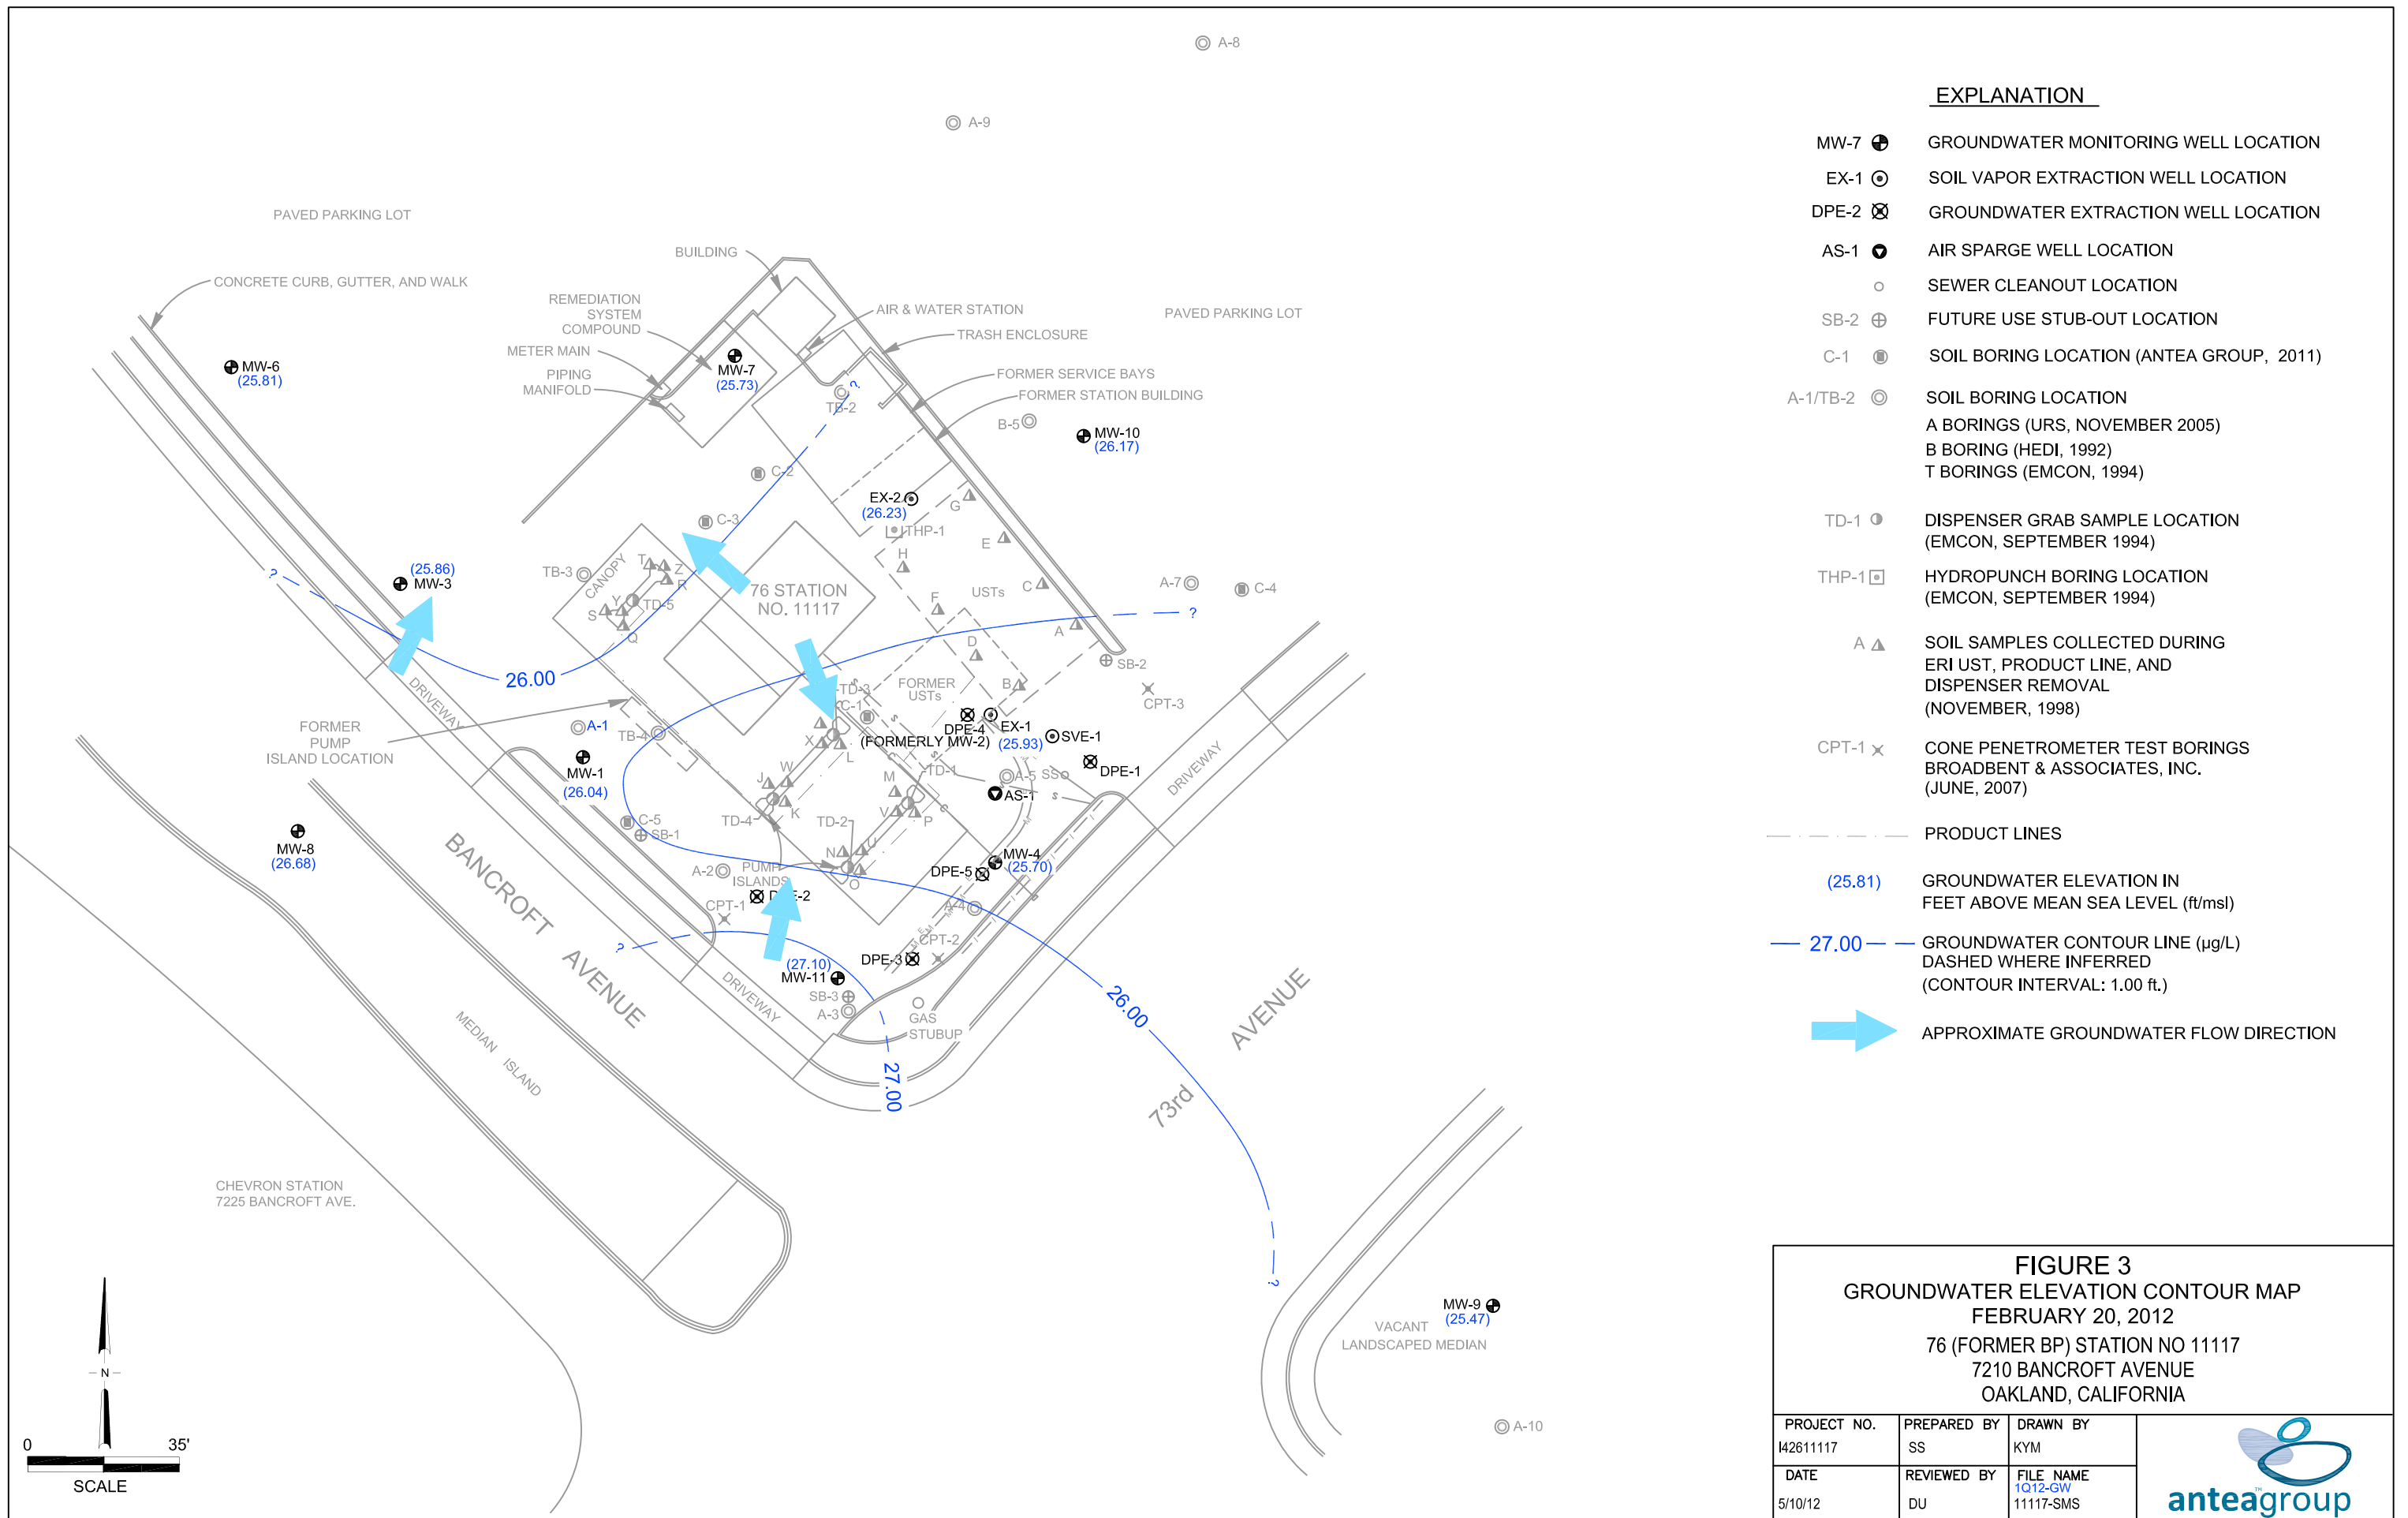 A-8
A-9
EXPLANATION
MW-7 GROUNDWATER MONITORING WELL LOCATION
EX-1 SOIL VAPOR EXTRACTION WELL LOCATION
DPE-2 GROUNDWATER EXTRACTION WELL LOCATION
AS-1 AIR SPARGE WELL LOCATION
SEWER CLEANOUT LOCATION
SB-2 FUTURE USE STUB-OUT LOCATION
C-1 SOIL BORING LOCATION (ANTEA GROUP, 2011)
A-1/TB-2 SOIL BORING LOCATION
A BORINGS (URS, NOVEMBER 2005)
B BORING (HEDI, 1992)
T BORINGS (EMCON, 1994)
TD-1 DISPENSER GRAB SAMPLE LOCATION
(EMCON, SEPTEMBER 1994)
THP-1 HYDROPUNCH BORING LOCATION
(EMCON, SEPTEMBER 1994)
A SOIL SAMPLES COLLECTED DURING
ERI UST, PRODUCT LINE, AND
DISPENSER REMOVAL
(NOVEMBER, 1998)
CPT-1 CONE PENETROMETER TEST BORINGS
BROADBENT & ASSOCIATES, INC.
(JUNE, 2007)
PRODUCT LINES
(25.81) GROUNDWATER ELEVATION IN
FEET ABOVE MEAN SEA LEVEL (ft/msl)
27.00 GROUNDWATER CONTOUR LINE (µg/L)
DASHED WHERE INFERRED
(CONTOUR INTERVAL: 1.00 ft.)
APPROXIMATE GROUNDWATER FLOW DIRECTION
PAVED PARKING LOT
CONCRETE CURB, GUTTER, AND WALK
BUILDING
REMEDIATION
SYSTEM
COMPOUND
METER MAIN
PIPING
MANIFOLD
AIR & WATER STATION
TRASH ENCLOSURE
PAVED PARKING LOT
FORMER SERVICE BAYS
FORMER STATION BUILDING
MW-6
(25.81)
MW-7
(25.73)
?
TB-2
B-5
MW-10
(26.17)
C-2
EX-2
(26.23)
G
C-3
THP-1
E
H
?
(25.86)
MW-3
TB-3
CANOPY
T
Z
R
Y
TD-5
S
Q
76 STATION
NO. 11117
USTs
C
F
A
D
A-7
C-4
?
SB-2
CPT-3
26.00
DRIVEWAY
FORMER
USTs
B
TD-3
C-1
FORMER
PUMP
ISLAND LOCATION
A-1
TB-4
MW-1
(26.04)
DPE-4
EX-1
(FORMERLY MW-2)
(25.93)
SVE-1
DPE-1
DRIVEWAY
X
L
J
W
K
M
TD-1
A-5
SS
AS-1
V
P
TD-4
TD-2
C-5
SB-1
MW-8
(26.68)
N
U
O
MW-4
(25.70)
DPE-5
A-2
PUMP
ISLANDS
CPT-1
A-4
CPT-2
DPE-3
?
(27.10)
MW-11
SB-3
A-3
GAS
STUBUP
DRIVEWAY
BANCROFT AVENUE
MEDIAN ISLAND
27.00
26.00
73rd AVENUE
?
CHEVRON STATION
7225 BANCROFT AVE.
MW-9
(25.47)
VACANT
LANDSCAPED MEDIAN
A-10
N
0 35'
SCALE
FIGURE 3
GROUNDWATER ELEVATION CONTOUR MAP
FEBRUARY 20, 2012
76 (FORMER BP) STATION NO 11117
7210 BANCROFT AVENUE
OAKLAND, CALIFORNIA
PROJECT NO. PREPARED BY DRAWN BY
I42611117 SS KYM
DATE REVIEWED BY FILE NAME
1Q12-GW
5/10/12 DU 11117-SMS
anteagroup